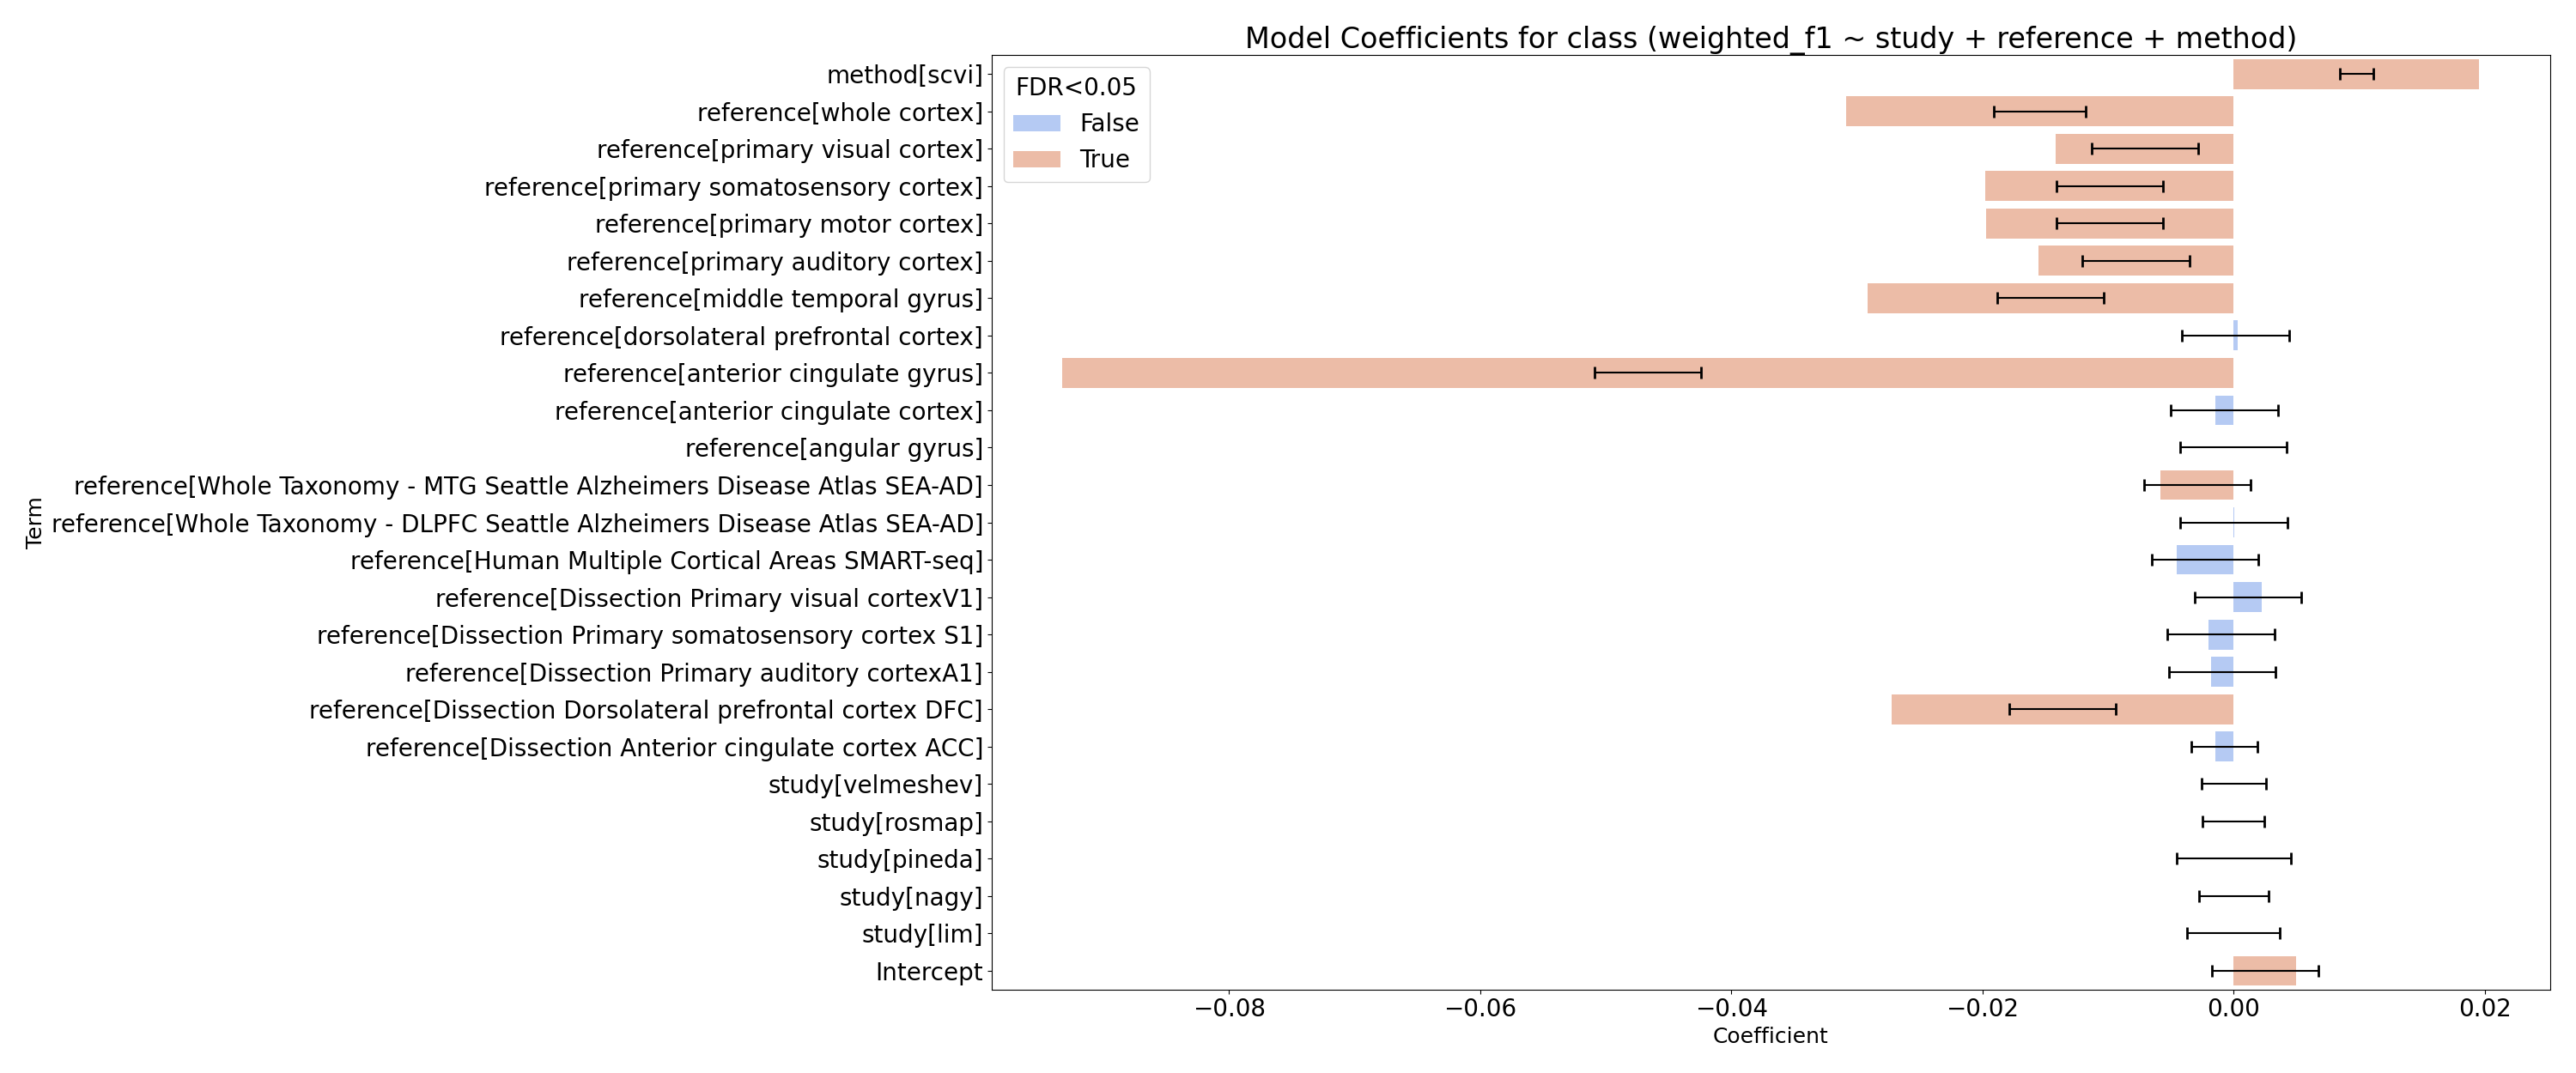 Model Coefficients for class (weighted_f1 ~ study + reference + method)
FDR<0.05
False
True
Term
method[scvi]
reference[whole cortex]
reference[primary visual cortex]
reference[primary somatosensory cortex]
reference[primary motor cortex]
reference[primary auditory cortex]
reference[middle temporal gyrus]
reference[dorsolateral prefrontal cortex]
reference[anterior cingulate gyrus]
reference[anterior cingulate cortex]
reference[angular gyrus]
reference[Whole Taxonomy - MTG Seattle Alzheimers Disease Atlas SEA-AD]
reference[Whole Taxonomy - DLPFC Seattle Alzheimers Disease Atlas SEA-AD]
reference[Human Multiple Cortical Areas SMART-seq]
reference[Dissection Primary visual cortexV1]
reference[Dissection Primary somatosensory cortex S1]
reference[Dissection Primary auditory cortexA1]
reference[Dissection Dorsolateral prefrontal cortex DFC]
reference[Dissection Anterior cingulate cortex ACC]
study[velmeshev]
study[rosmap]
study[pineda]
study[nagy]
study[lim]
Intercept
−0.08 −0.06 −0.04 −0.02 0.00 0.02
Coefficient